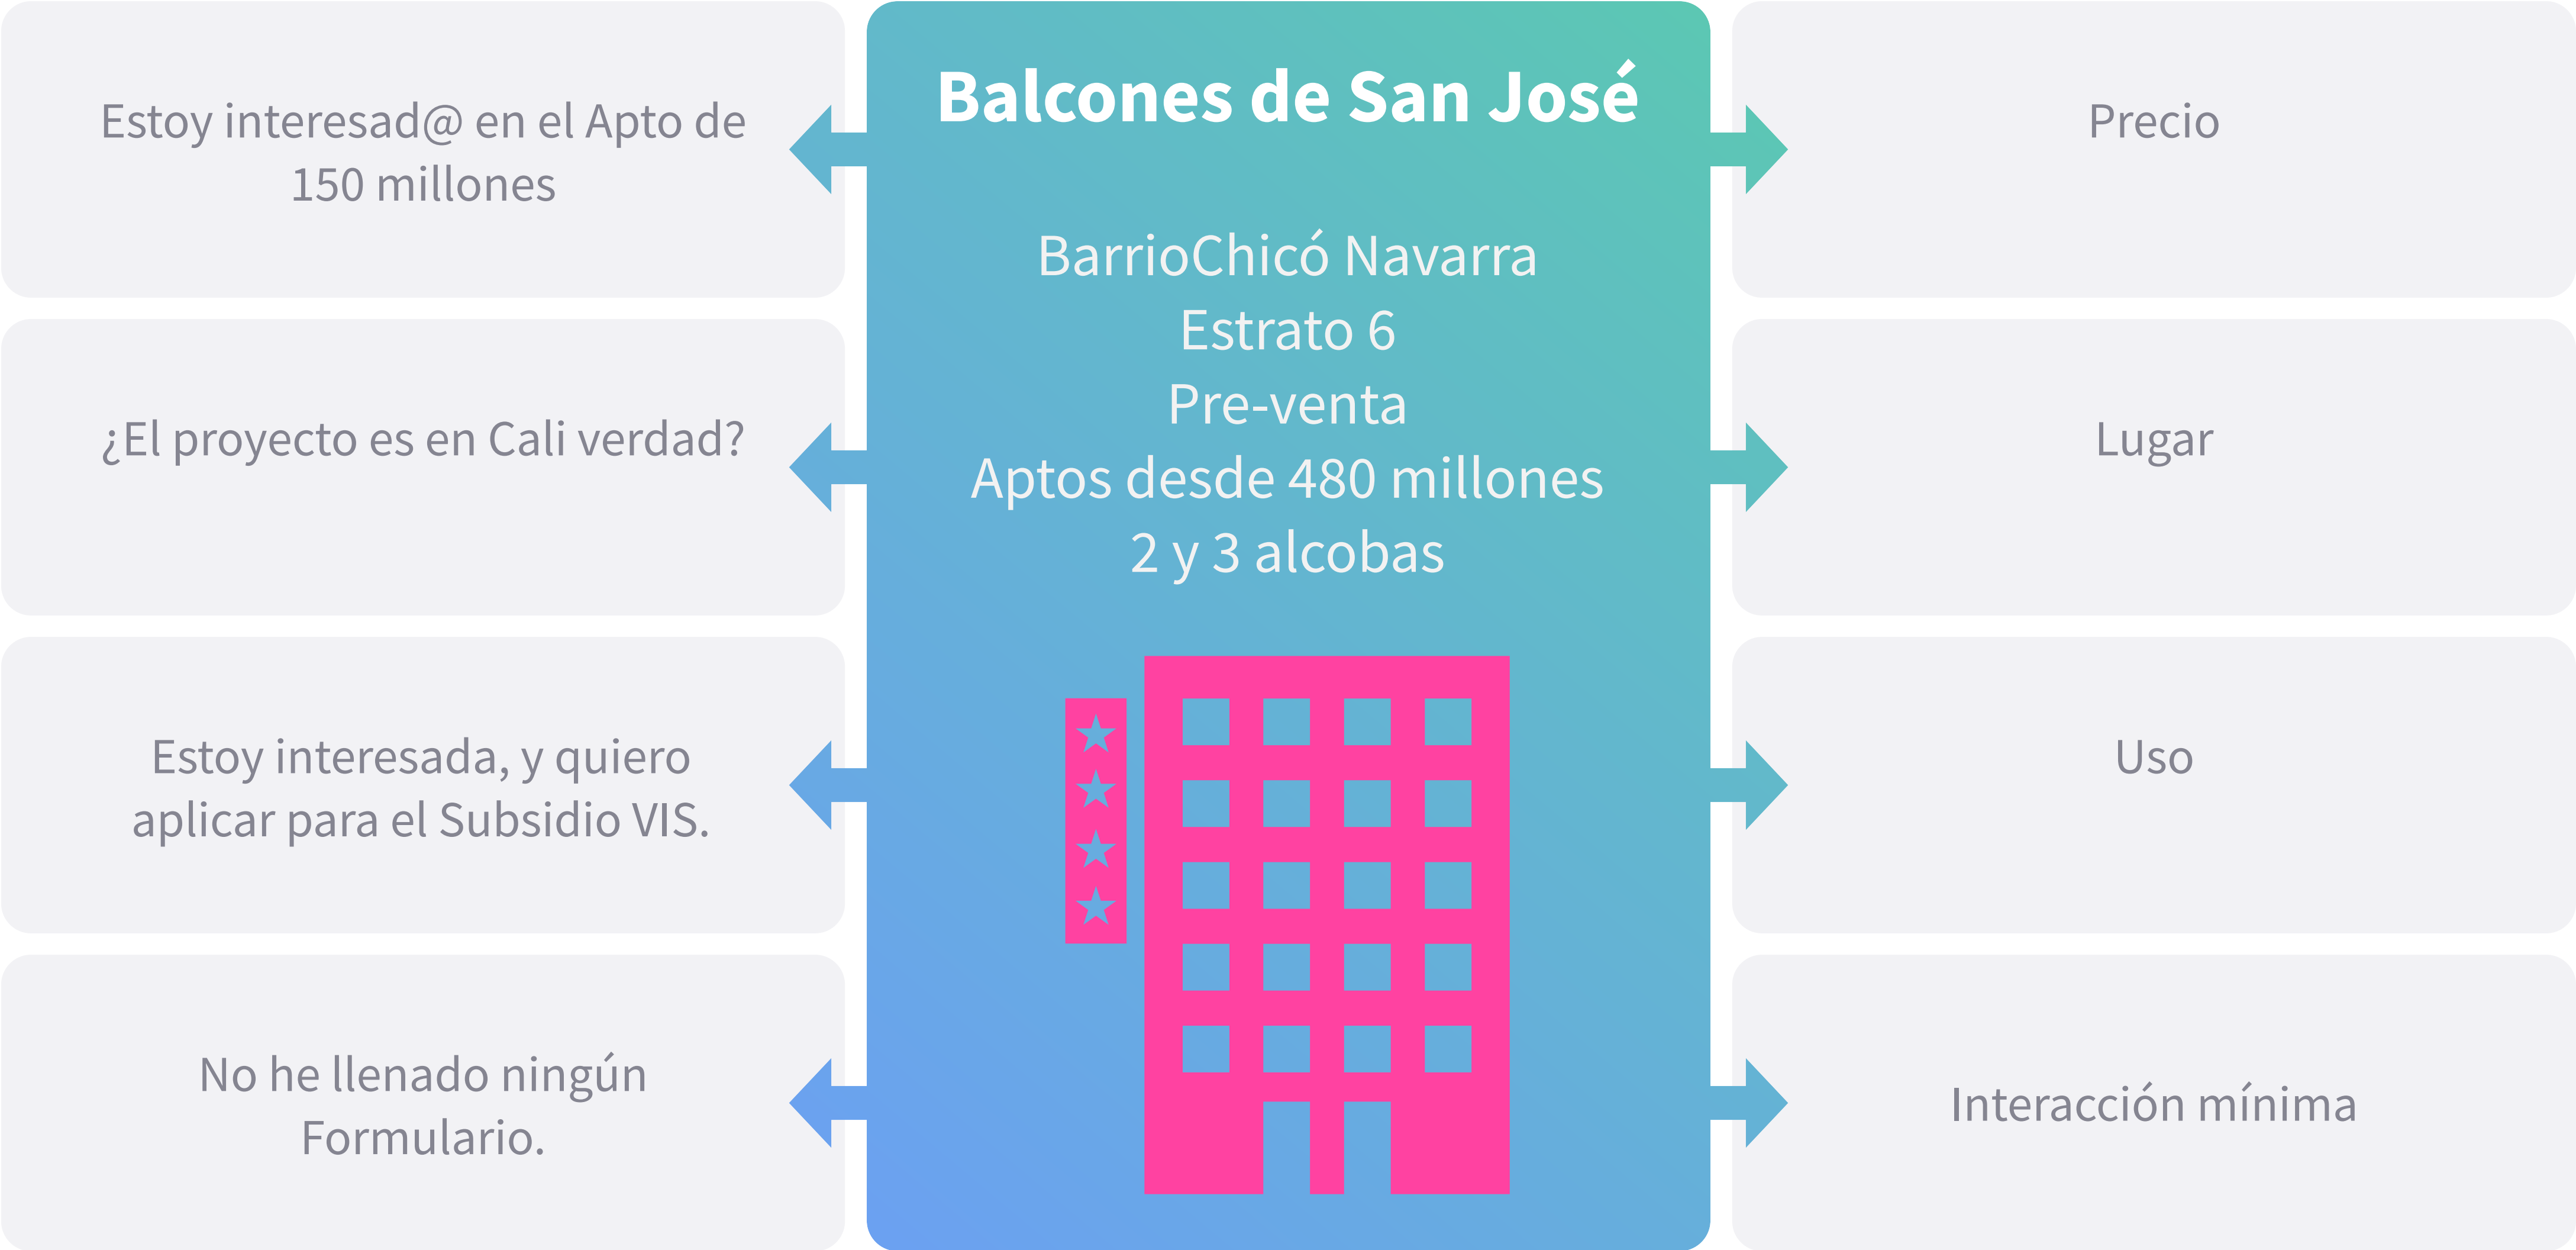 Estoy interesad@ en el Apto de
150 millones
¿El proyecto es en Cali verdad?
Estoy interesada, y quiero
aplicar para el Subsidio VIS.
No he llenado ningún
Formulario.
Balcones de San José
BarrioChicó Navarra
Estrato 6
Pre-venta
Aptos desde 480 millones
2 y 3 alcobas
Precio
Lugar
Uso
Interacción mínima